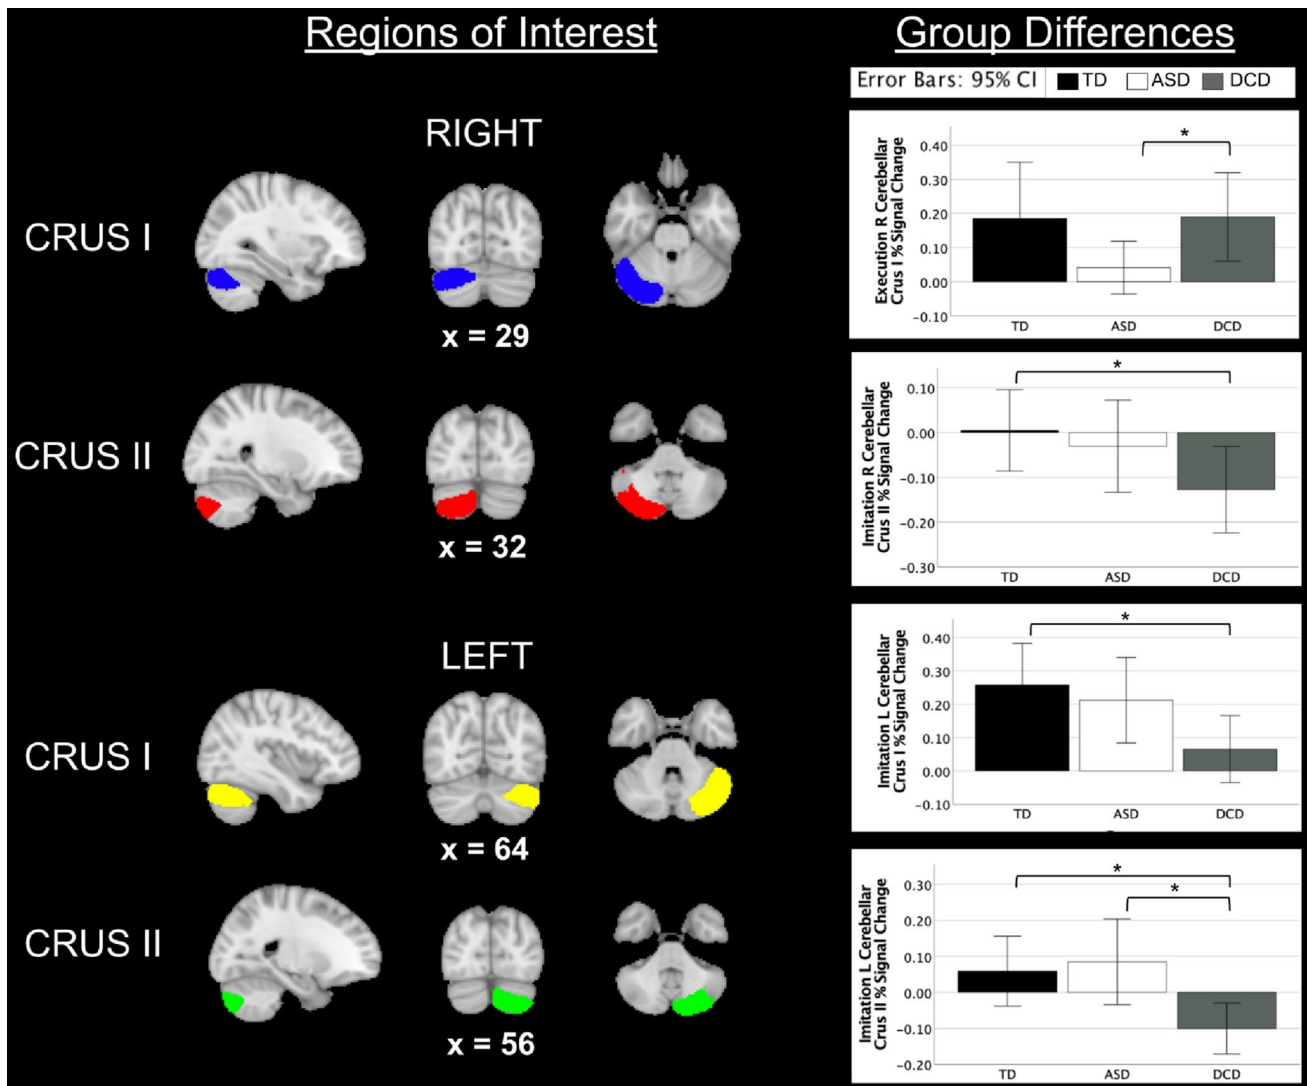 Regions of Interest
Group Differences
Error Bars: 95% CI TD ASD DCD
RIGHT
CRUS I
x = 29
Execution R Cerebellar
Crus I % Signal Change
0.40
0.30
0.20
0.10
0.00
-0.10
*
TD ASD DCD
CRUS II
x = 32
Imitation R Cerebellar
Crus II % Signal Change
0.10
0.00
-0.10
-0.20
-0.30
*
TD ASD DCD
LEFT
CRUS I
x = 64
Imitation L Cerebellar
Crus I % Signal Change
0.40
0.30
0.20
0.10
0.00
-0.10
*
TD ASD DCD
CRUS II
x = 56
Imitation L Cerebellar
Crus II % Signal Change
0.30
0.20
0.10
0.00
-0.10
-0.20
*
*
TD ASD DCD